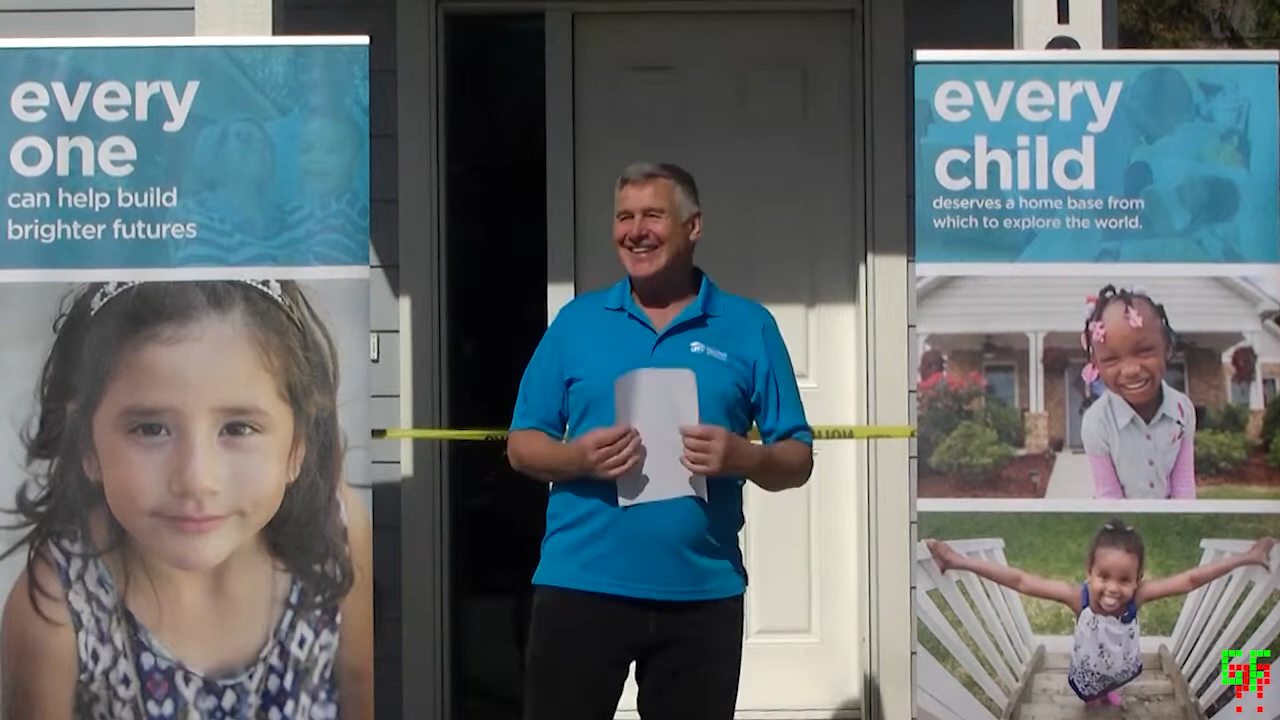 every
one
can help build
brighter futures
every
child
deserves a home base from
which to explore the world.